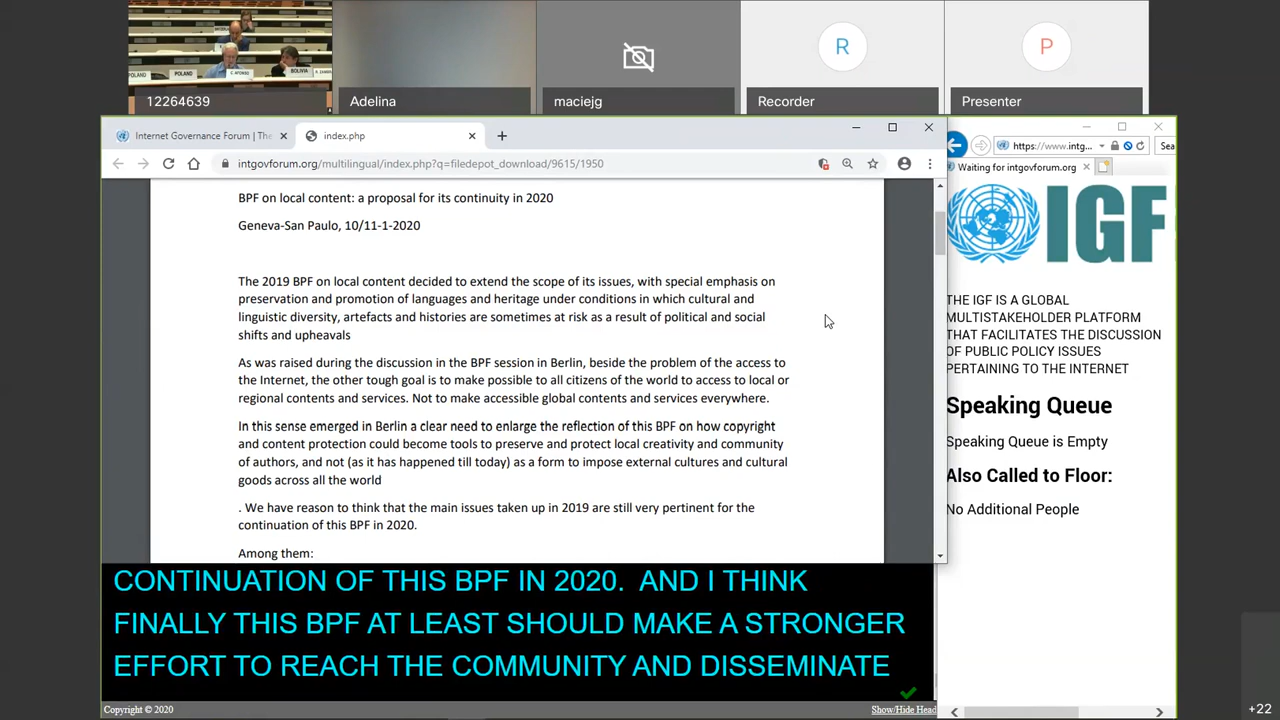 POLAND
POLAND
C. AFONSO
BOLIVIA
12264639
Adelina
maciejg
R
Recorder
P
Presenter
Internet Governance Forum | The
index.php
intgovforum.org/multilingual/index.php?q=filedepot_download/9615/1950
BPF on local content: a proposal for its continuity in 2020
Geneva-San Paulo, 10/11-1-2020
The 2019 BPF on local content decided to extend the scope of its issues, with special emphasis on
preservation and promotion of languages and heritage under conditions in which cultural and
linguistic diversity, artefacts and histories are sometimes at risk as a result of political and social
shifts and upheavals
As was raised during the discussion in the BPF session in Berlin, beside the problem of the access to
the Internet, the other tough goal is to make possible to all citizens of the world to access to local or
regional contents and services. Not to make accessible global contents and services everywhere.
In this sense emerged in Berlin a clear need to enlarge the reflection of this BPF on how copyright
and content protection could become tools to preserve and protect local creativity and community
of authors, and not (as it has happened till today) as a form to impose external cultures and cultural
goods across all the world
. We have reason to think that the main issues taken up in 2019 are still very pertinent for the
continuation of this BPF in 2020.
Among them:
https://www.intg...
Sea
Waiting for intgovforum.org
IGF
THE IGF IS A GLOBAL
MULTISTAKEHOLDER PLATFORM
THAT FACILITATES THE DISCUSSION
OF PUBLIC POLICY ISSUES
PERTAINING TO THE INTERNET
Speaking Queue
Speaking Queue is Empty
Also Called to Floor:
No Additional People
CONTINUATION OF THIS BPF IN 2020. AND I THINK
FINALLY THIS BPF AT LEAST SHOULD MAKE A STRONGER
EFFORT TO REACH THE COMMUNITY AND DISSEMINATE
Copyright © 2020
Show/Hide Head
+22